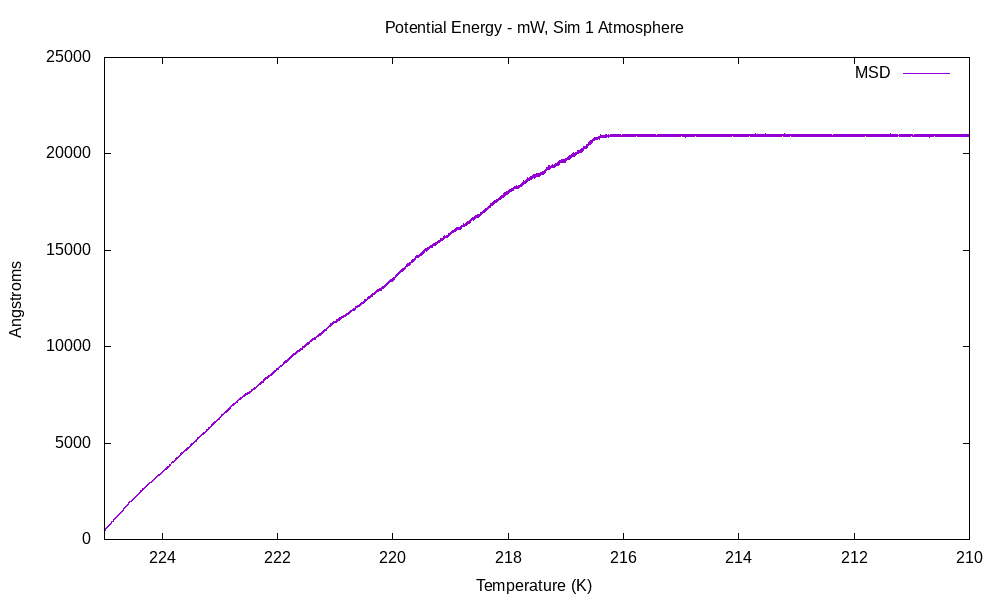 Potential Energy - mW, Sim 1 Atmosphere
25000
MSD
20000
15000
10000
5000
0
Angstroms
224 222 220 218 216 214 212 210
Temperature (K)